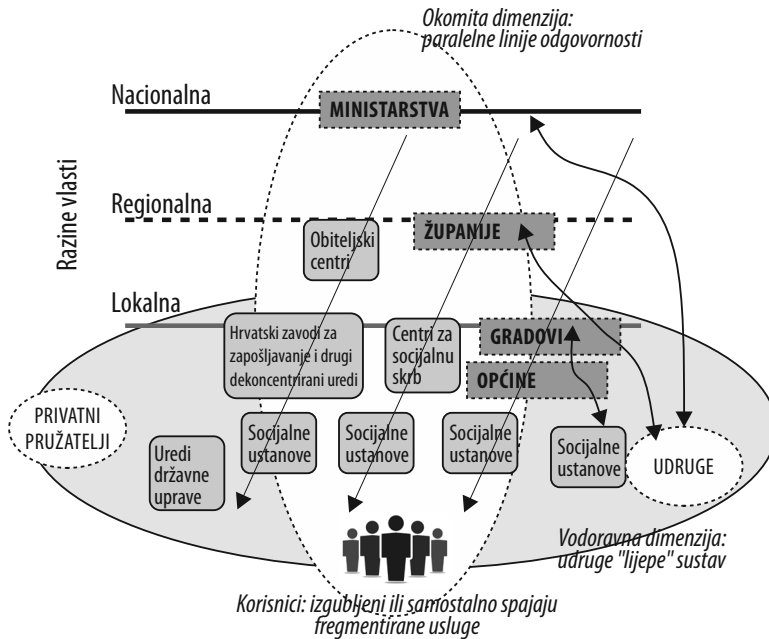 Okomita dimenzija:
paralelne linije odgovornosti
Nacionalna
MINISTARSTVA
Razine vlasti
Regionalna
ŽUPANIJE
Obiteljski
centri
Lokalna
Hrvatski zavodi za
zapošljavanje i drugi
dekoncentrirani uredi
Centri za
socijalnu
skrb
GRADOVI
OPĆINE
PRIVATNI
PRUŽATELJI
Uredi
državne
uprave
Socijalne
ustanove
Socijalne
ustanove
Socijalne
ustanove
Socijalne
ustanove
UDRUGE
Vodoravna dimenzija:
udruge "lijepe" sustav
Korisnici: izgubljeni ili samostalno spajaju
fragmentirane usluge